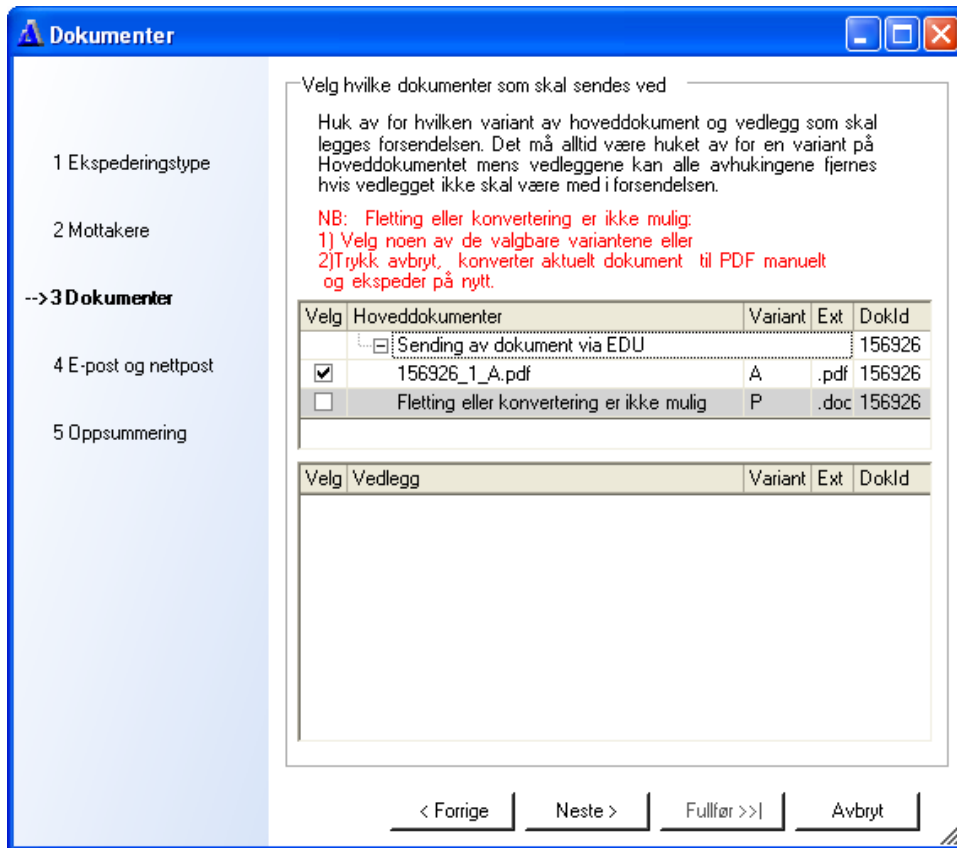 Dokumenter
Velg hvilke dokumenter som skal sendes ved
Huk av for hvilken variant av hoveddokument og vedlegg som skal
legges forsendelsen. Det må alltid være huket av for en variant på
Hoveddokumentet mens vedleggene kan alle avhukingene fjernes
hvis vedlegget ikke skal være med i forsendelsen.
NB: Fletting eller konvertering er ikke mulig:
1) Velg noen av de valgbare variantene eller
2)Trykk avbryt, konverter aktuelt dokument til PDF manuelt
og ekspeder på nytt.
1 Ekspederingstype
2 Mottakere
-->3 Dokumenter
4 E-post og nettpost
5 Oppsummering
Velg Hoveddokumenter Variant Ext DokId
Sending av dokument via EDU 156926
156926_1_A.pdf A .pdf 156926
Fletting eller konvertering er ikke mulig P .doc 156926
Velg Vedlegg Variant Ext DokId
< Forrige Neste > Fullfør >>| Avbryt